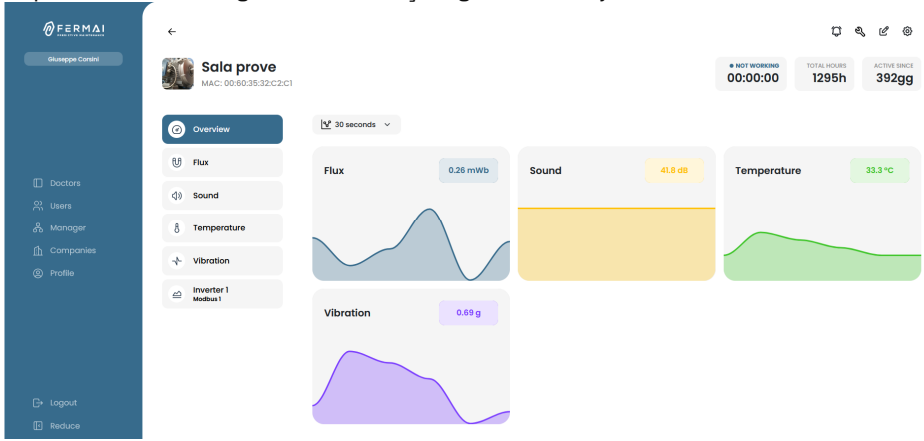 FERMAI
PREDICTIVE MAINTENANCE
Giuseppe Corsini
Doctors
Users
Manager
Companies
Profile
Logout
Reduce
Sala prove
MAC: 00:60:35:32:C2:C1
NOT WORKING
00:00:00
TOTAL HOURS
1295h
ACTIVE SINCE
392gg
Overview
Flux
Sound
Temperature
Vibration
Inverter 1
Modbus 1
30 seconds
Flux
0.26 mWb
Sound
41.8 dB
Temperature
33.3 °C
Vibration
0.69 g